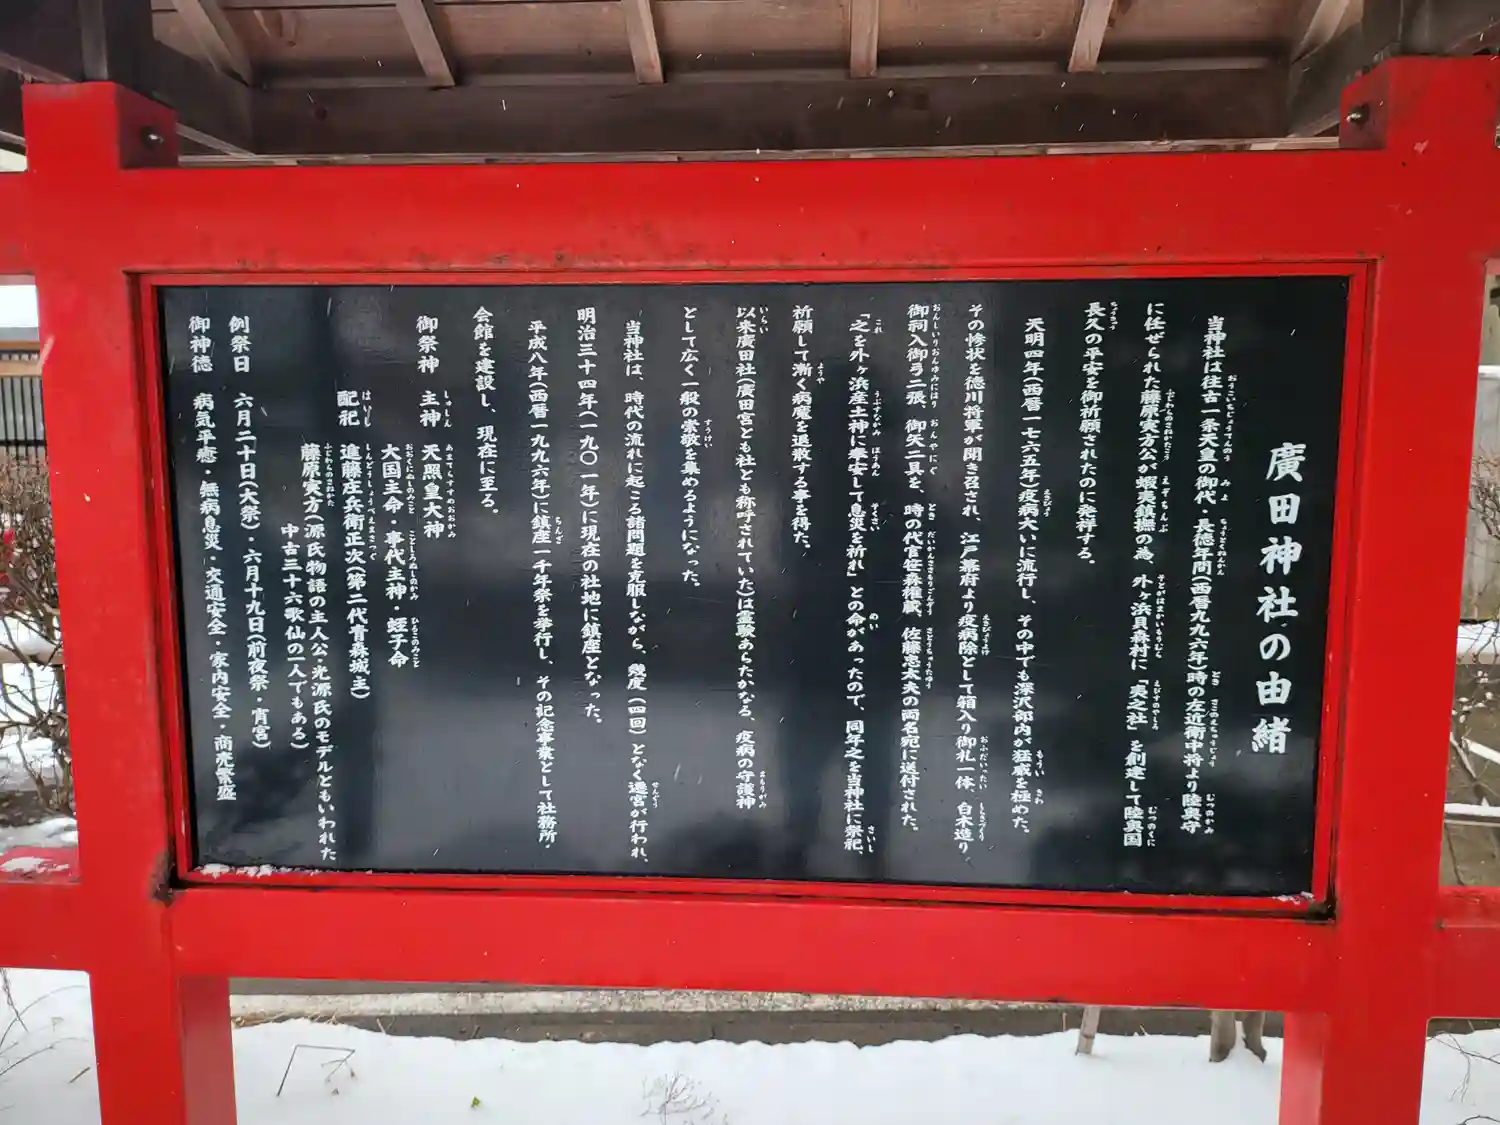 廣田神社の由緒
当神社は往古一条天皇の御代・長徳年間(西暦九九六年)時の左近衛中将より陸奥守
に任ぜられた藤原実方公が蝦夷鎮撫の為、外ヶ浜貝森村に「夷之社」を創建して陸奥国
長久の平安を御祈願されたのに発祥する。
天明四年(西暦一七六五年)疫病大いに流行し、その中でも深沢郡内が猛威を極めた。
その惨状を徳川将軍が聞き召され、江戸幕府より疫病除として箱入り御札一体、白木造り
御祠入御弓二張、御矢二具を、時の代官笹森権蔵、佐藤忠太夫の両名宛に送付された。
「之を外ヶ浜産土神に奉安して息災を祈れ」との命があったので、同年之を当神社に祭祀、
祈願して漸く病魔を退散する事を得た。
以来廣田社(廣田宮とも社とも称呼されていた)は霊験あらたかなる、疫病の守護神
として広く一般の崇敬を集めるようになった。
当神社は、時代の流れに起こる諸問題を克服しながら、幾度(四回)となく遷宮が行われ、
明治三十四年(一九〇一年)に現在の社地に鎮座となった。
平成八年(西暦一九九六年)に鎮座一千年祭を挙行し、その記念事業として社務所・
会館を建設し、現在に至る。
御祭神 主神 天照皇大神
大国主命・事代主神・蛭子命
配祀 進藤庄兵衛正次(第二代青森城主)
藤原実方(源氏物語の主人公・光源氏のモデルともいわれた
中古三十六歌仙の一人でもある)
例祭日 六月二十日(大祭)・六月十九日(前夜祭・宵宮)
御神徳 病気平癒・無病息災・交通安全・家内安全・商売繁盛